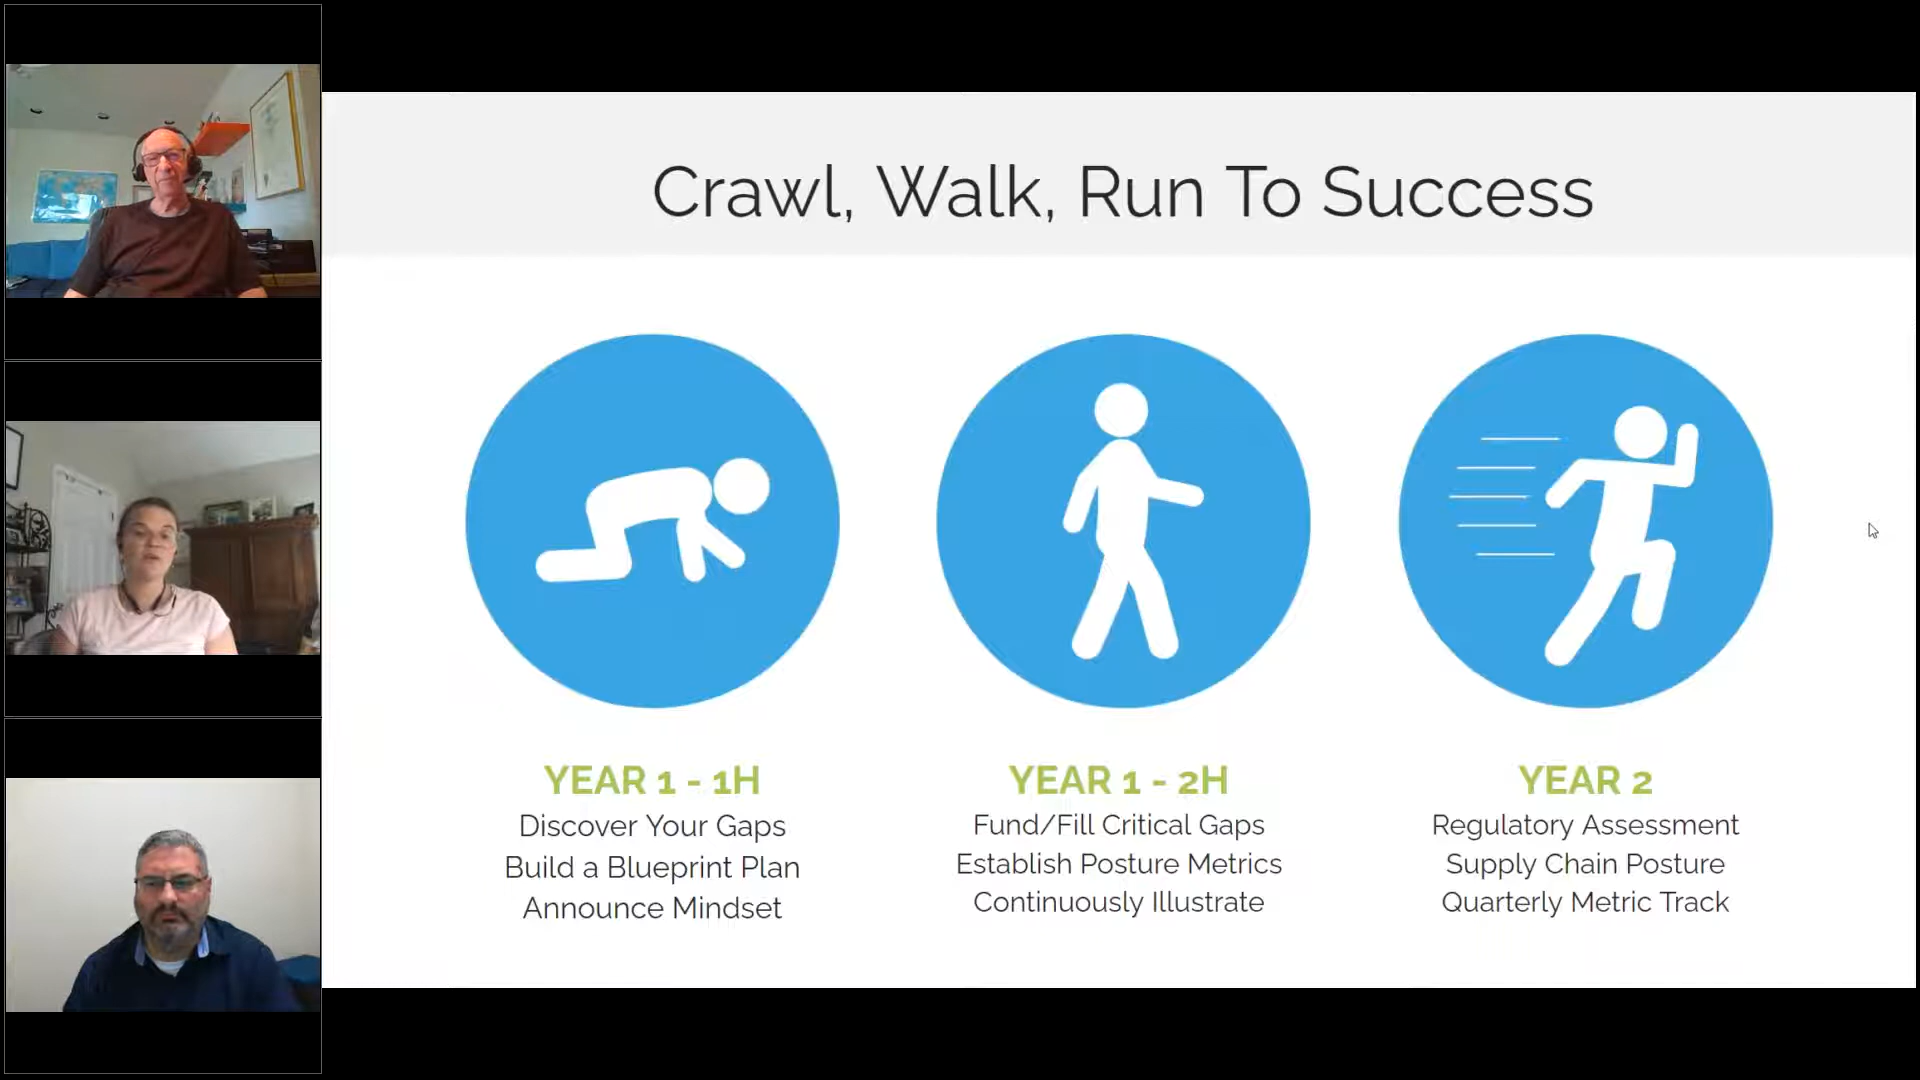 Crawl, Walk, Run To Success
YEAR 1 - 1H
Discover Your Gaps
Build a Blueprint Plan
Announce Mindset
YEAR 1 - 2H
Fund/Fill Critical Gaps
Establish Posture Metrics
Continuously Illustrate
YEAR 2
Regulatory Assessment
Supply Chain Posture
Quarterly Metric Track